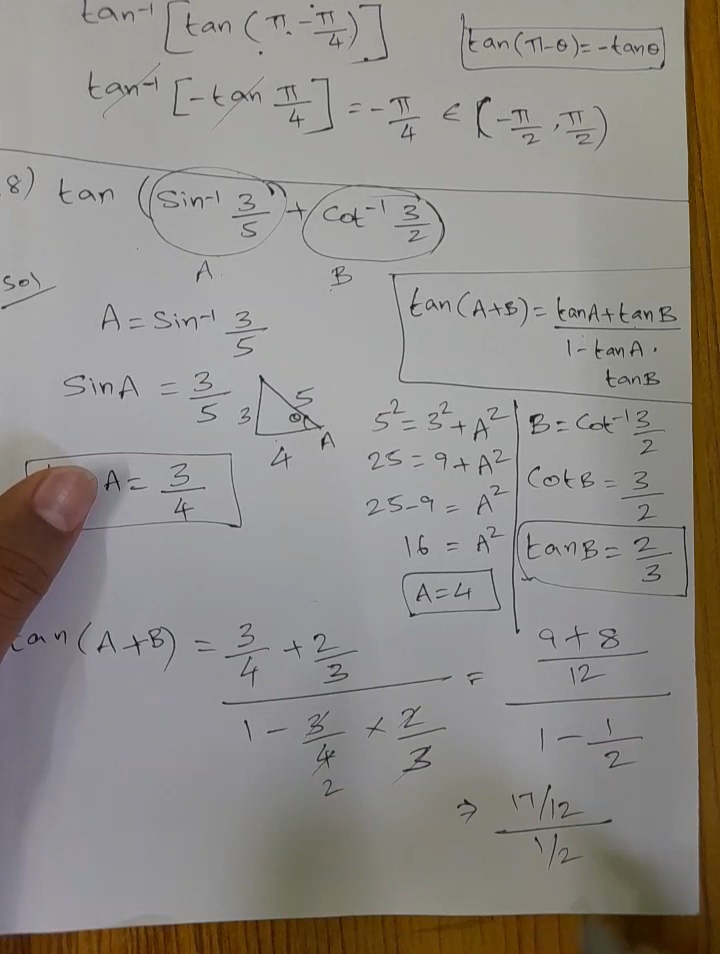 tan-1 [tan (π - π/4)]
tan(π-θ)=-tanθ
tan-1 [-tan π/4] = -π/4 ∈ (-π/2, π/2)
8) tan (Sin-1 3/5 + Cot-1 3/2)
A B
Sol
tan(A+B) = tanA+tanB / 1-tanA. tanB
A = Sin-1 3/5
SinA = 3/5
3 5 4 θ A
A = 3/4
5² = 3² + A²
25 = 9 + A²
25-9 = A²
16 = A²
A=4
B = Cot-1 3/2
CotB = 3/2
tanB = 2/3
tan(A+B) = 3/4 + 2/3 / 1 - 3/4 × 2/3 = 9+8/12 / 1 - 1/2
2
⇒ 17/12 / 1/2